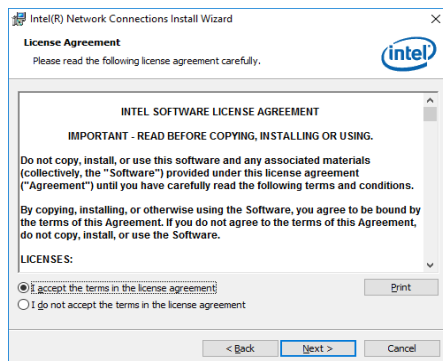 Intel(R) Network Connections Install Wizard
License Agreement
Please read the following license agreement carefully.
intel
INTEL SOFTWARE LICENSE AGREEMENT
IMPORTANT - READ BEFORE COPYING, INSTALLING OR USING.
Do not copy, install, or use this software and any associated materials
(collectively, the "Software") provided under this license agreement
("Agreement") until you have carefully read the following terms and conditions.
By copying, installing, or otherwise using the Software, you agree to be bound by
the terms of this Agreement. If you do not agree to the terms of this Agreement,
do not copy, install, or use the Software.
LICENSES:
I accept the terms in the license agreement
Print
I do not accept the terms in the license agreement
< Back
Next >
Cancel